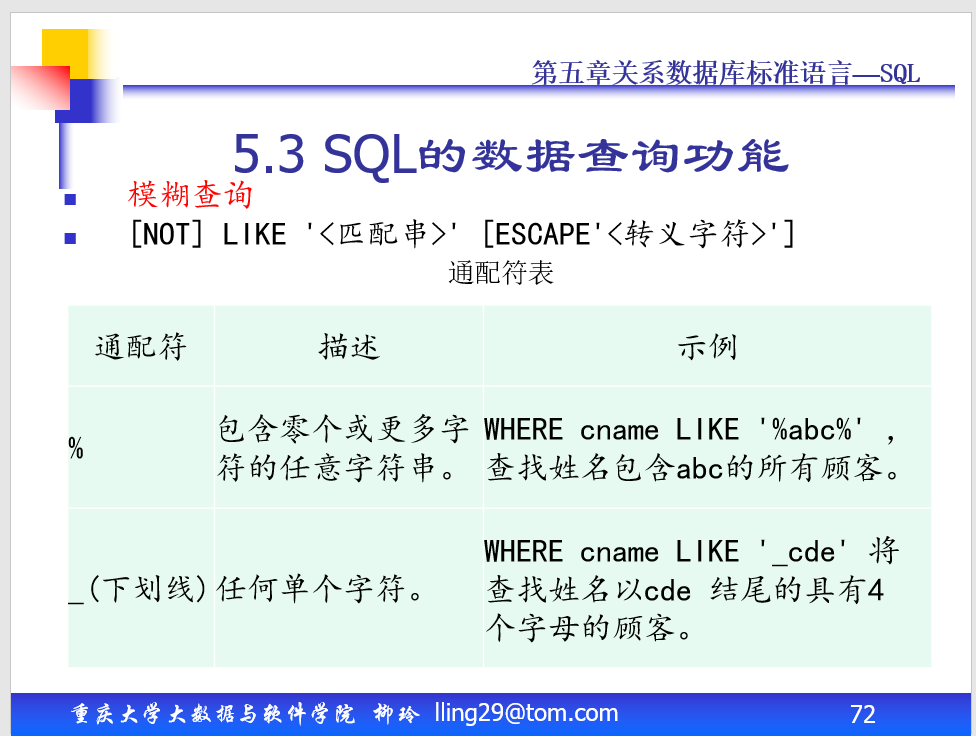 第五章关系数据库标准语言—SQL
5.3 SQL的数据查询功能
模糊查询
[NOT] LIKE '<匹配串>' [ESCAPE'<转义字符>']
通配符表
通配符
描述
示例
%
包含零个或更多字
符的任意字符串。
WHERE cname LIKE '%abc%' ,
查找姓名包含abc的所有顾客。
_(下划线)
任何单个字符。
WHERE cname LIKE '_cde' 将
查找姓名以cde 结尾的具有4
个字母的顾客。
重庆大学大数据与软件学院 柳玲 lling29@tom.com
72